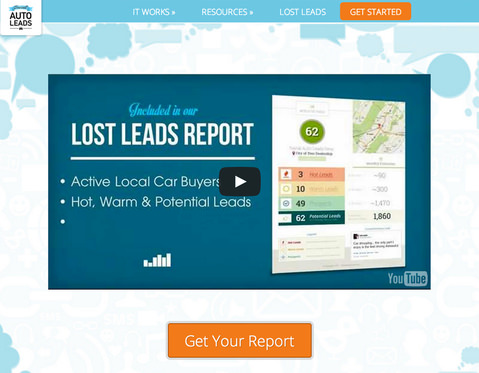 AUTO
LEADS
IT WORKS »
RESOURCES »
LOST LEADS
GET STARTED
Included in our
LOST LEADS REPORT
• Active Local Car Buyers
• Hot, Warm & Potential Leads
•
62
3 Hot Leads ~90
10 Warm Leads ~300
49 ~1,470
62 Potential Leads 1,860
YouTube
Get Your Report